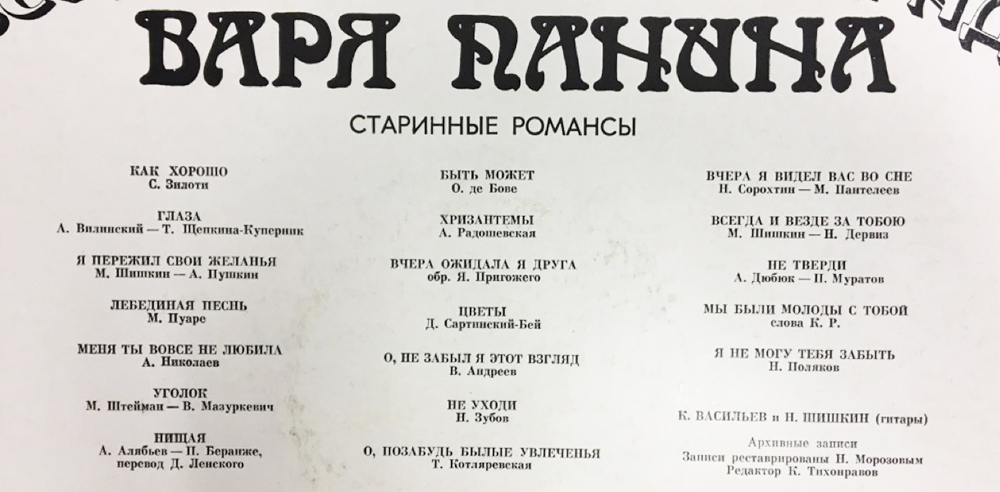 ВАРЯ ПАНИНА
СТАРИННЫЕ РОМАНСЫ
КАК ХОРОШО
С. Зилоти
ГЛАЗА
А. Вилинский — Т. Щепкина-Куперник
Я ПЕРЕЖИЛ СВОИ ЖЕЛАНЬЯ
М. Шишкин — А. Пушкин
ЛЕБЕДИНАЯ ПЕСНЬ
М. Пуаре
МЕНЯ ТЫ ВОВСЕ НЕ ЛЮБИЛА
А. Николаев
УГОЛОК
М. Штейман — В. Мазуркевич
НИЩАЯ
А. Алябьев — П. Беранже,
перевод Д. Ленского
БЫТЬ МОЖЕТ
О. де Бове
ХРИЗАНТЕМЫ
А. Радошевская
ВЧЕРА ОЖИДАЛА Я ДРУГА
обр. Я. Пригожего
ЦВЕТЫ
Д. Сартинский-Бей
О, НЕ ЗАБЫЛ Я ЭТОТ ВЗГЛЯД
В. Андреев
НЕ УХОДИ
Н. Зубов
О, ПОЗАБУДЬ БЫЛЫЕ УВЛЕЧЕНЬЯ
Т. Котляревская
ВЧЕРА Я ВИДЕЛ ВАС ВО СНЕ
Н. Сорохтин — М. Пантелеев
ВСЕГДА И ВЕЗДЕ ЗА ТОБОЮ
М. Шишкин — Н. Дервиз
НЕ ТВЕРДИ
А. Дюбюк — П. Муратов
МЫ БЫЛИ МОЛОДЫ С ТОБОЙ
слова К. Р.
Я НЕ МОГУ ТЕБЯ ЗАБЫТЬ
Н. Поляков
К. ВАСИЛЬЕВ и Н. ШИШКИН (гитары)
Архивные записи
Записи реставрированы Н. Морозовым
Редактор К. Тихонравов